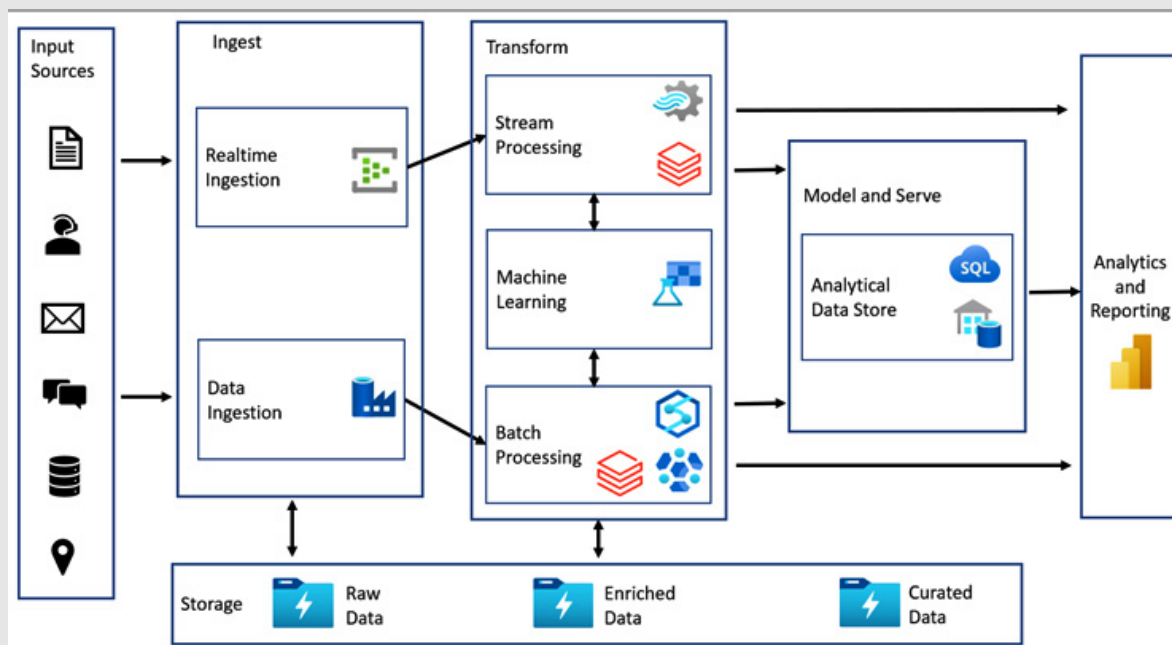 Input
Sources
Ingest
Realtime
Ingestion
Data
Ingestion
Transform
Stream
Processing
Machine
Learning
Batch
Processing
Model and Serve
Analytical
Data Store
SQL
Analytics
and
Reporting
Storage
Raw
Data
Enriched
Data
Curated
Data